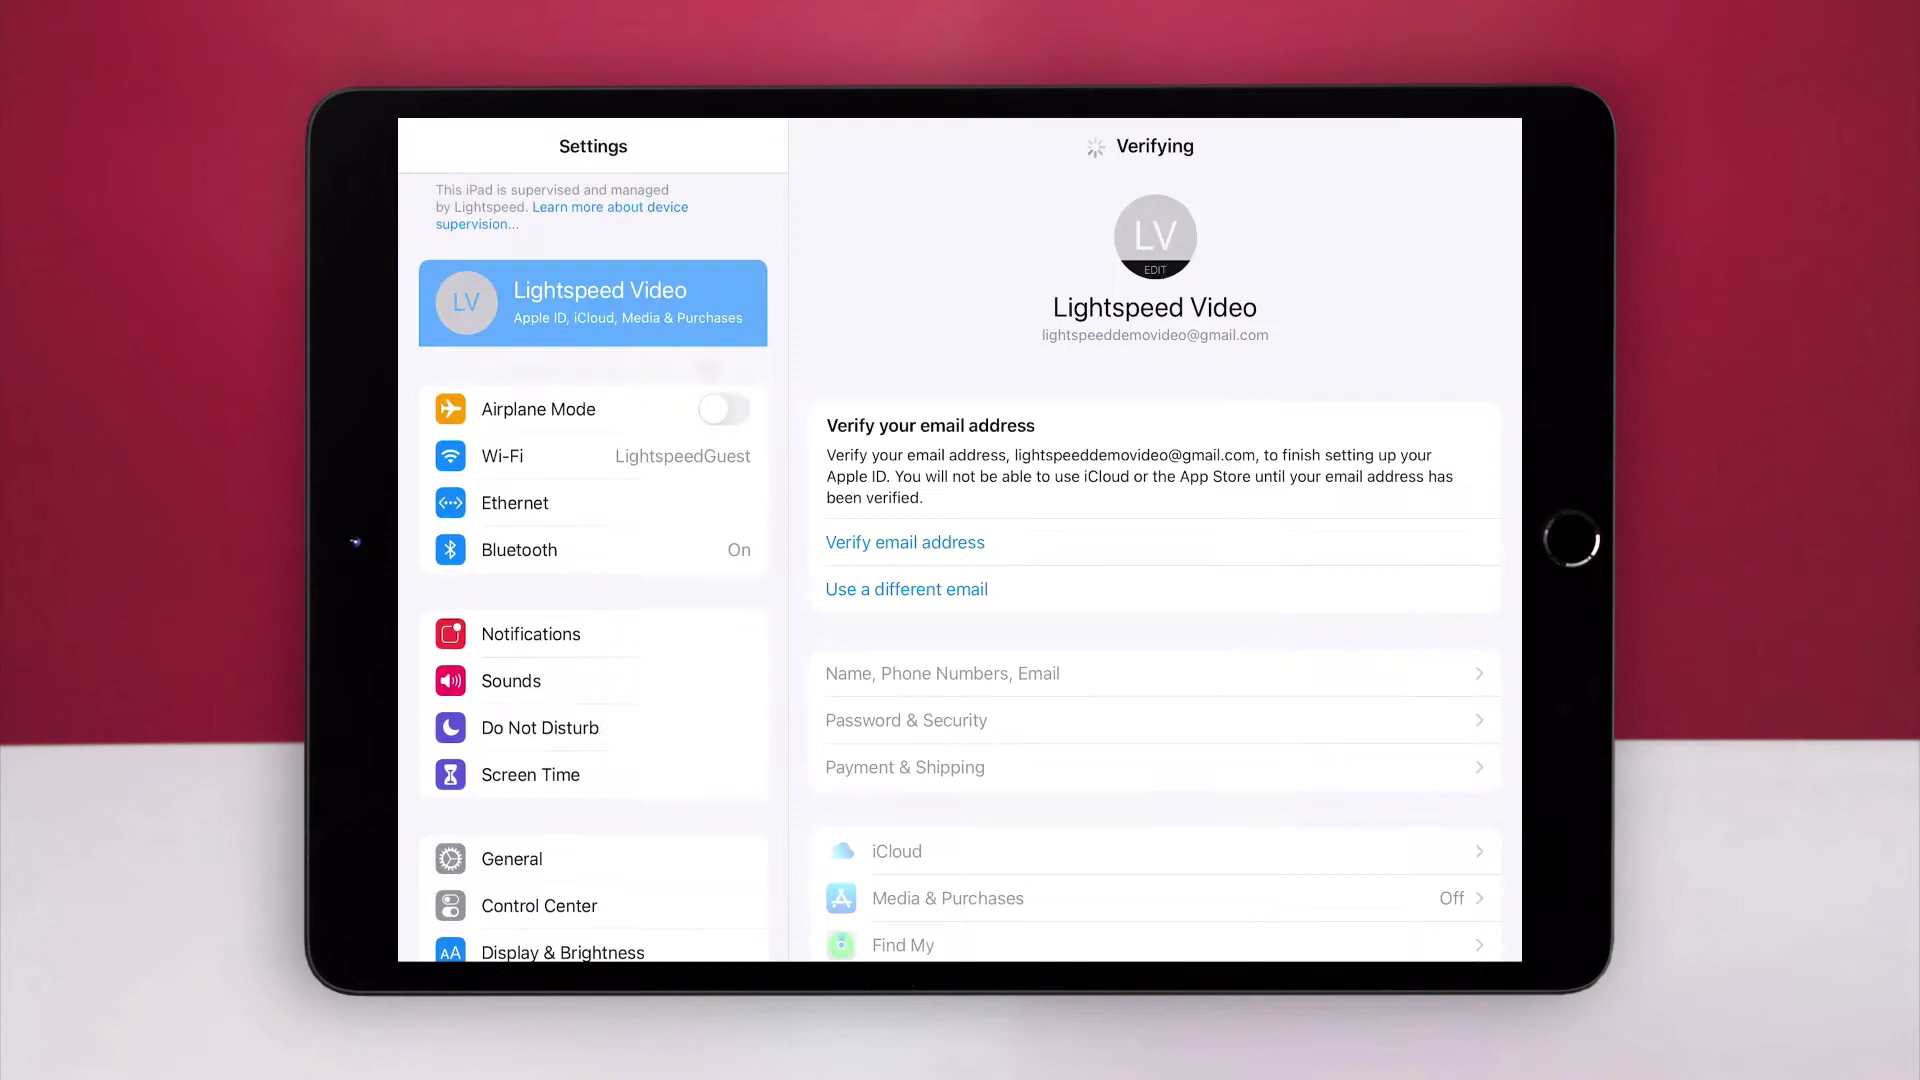 Settings
This iPad is supervised and managed
by Lightspeed. Learn more about device
supervision...
LV
Lightspeed Video
Apple ID, iCloud, Media & Purchases
Airplane Mode
Wi-Fi LightspeedGuest
Ethernet
Bluetooth On
Notifications
Sounds
Do Not Disturb
Screen Time
General
Control Center
AA Display & Brightness
Verifying
LV
EDIT
Lightspeed Video
lightspeeddemovideo@gmail.com
Verify your email address
Verify your email address, lightspeeddemovideo@gmail.com, to finish setting up your
Apple ID. You will not be able to use iCloud or the App Store until your email address has
been verified.
Verify email address
Use a different email
Name, Phone Numbers, Email
Password & Security
Payment & Shipping
iCloud
Media & Purchases Off
Find My